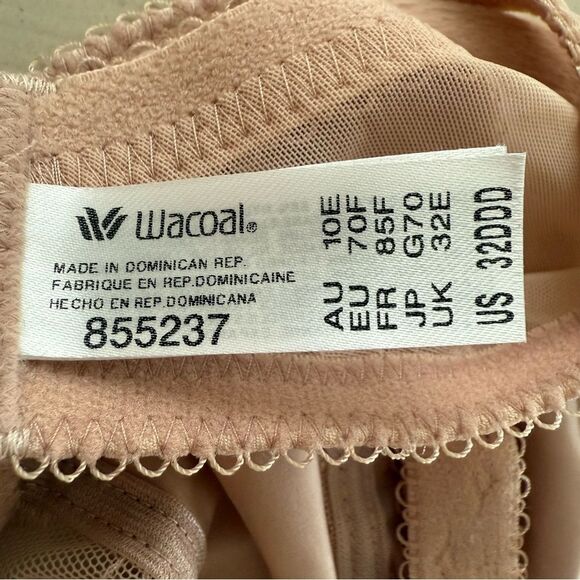 Wacoal®
MADE IN DOMINICAN REP.
FABRIQUE EN REP.DOMINICAINE
HECHO EN REP.DOMINICANA
855237
AU 10E
EU 70F
FR 85F
JP G70
UK 32E
US 32DDD